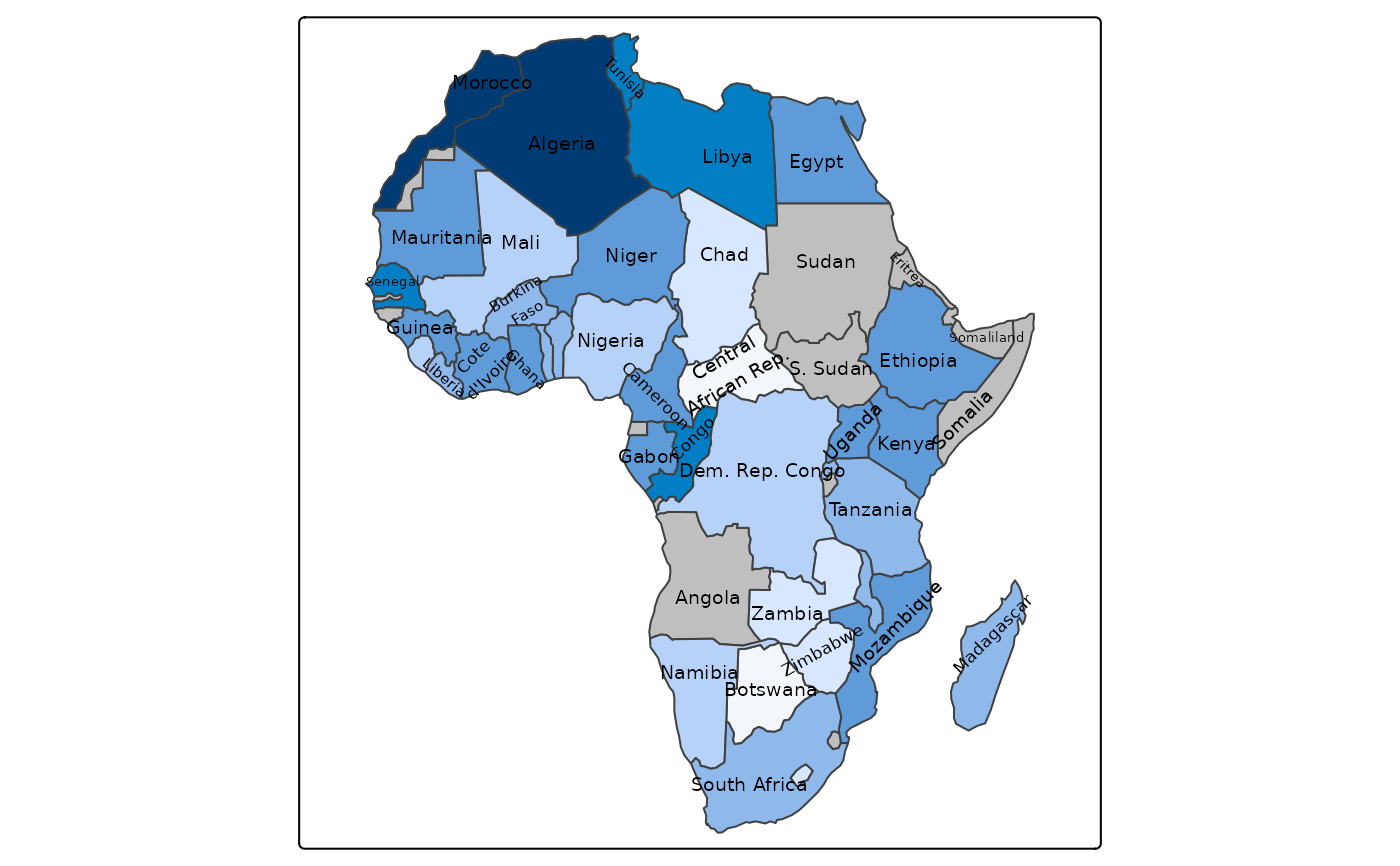 Tunisia
Morocco
Algeria
Libya
Egypt
Mauritania
Mali
Niger
Chad
Sudan
Eritrea
Senegal
Burkina
Faso
Guinea
Nigeria
Somaliland
Cote
d'Ivoire
Ghana
Liberia
Central
African Rep.
S. Sudan
Ethiopia
Cameroon
Congo
Uganda
Kenya
Somalia
Gabon
Dem. Rep. Congo
Tanzania
Angola
Zambia
Mozambique
Madagascar
Zimbabwe
Namibia
Botswana
South Africa